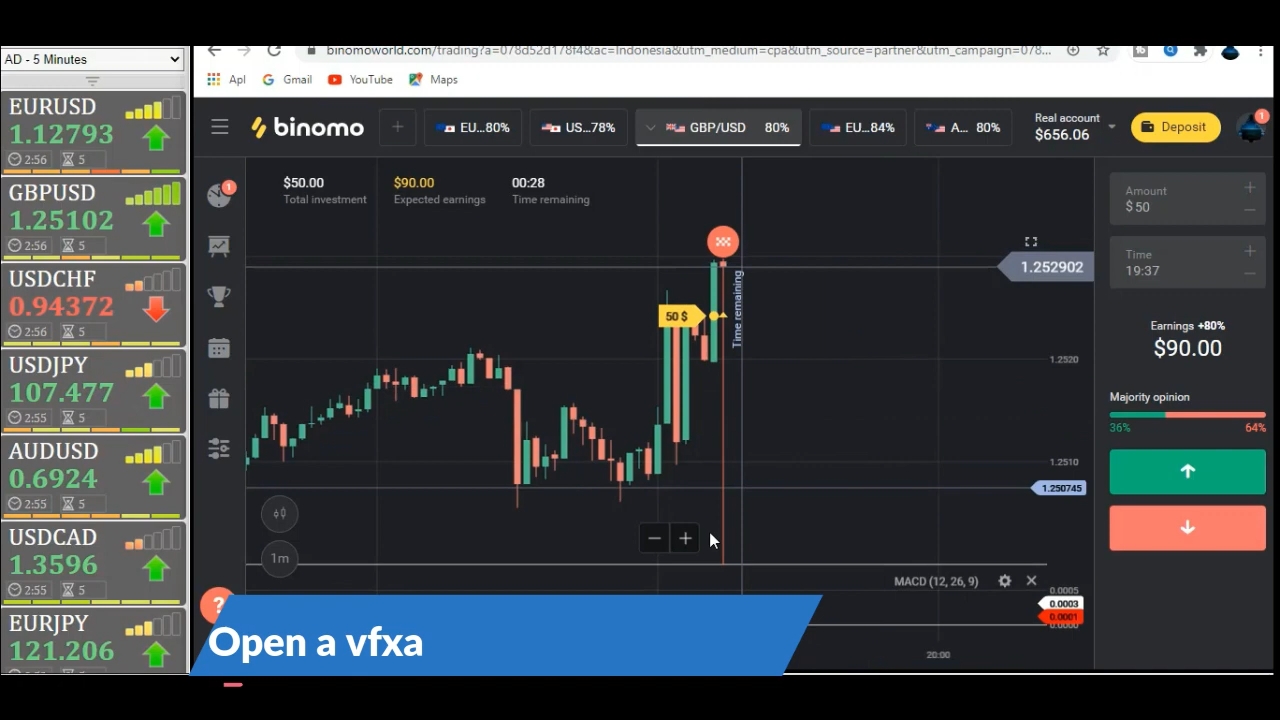 AD - 5 Minutes
EURUSD
1.12793
2:56 5
GBPUSD
1.25102
2:56 5
USDCHF
0.94372
2:56 5
USDJPY
107.477
2:55 5
AUDUSD
0.6924
2:55 5
USDCAD
1.3596
2:55 5
EURJPY
121.206
binomoworld.com/trading?a=078d52d178f4&ac=Indonesia&utm_medium=cpa&utm_source=partner&utm_campaign=078...
Apl Gmail YouTube Maps
binomo + EU...80% US...78% GBP/USD 80% EU...84% A... 80%
Real account
$656.06
Deposit
1
1
$50.00 $90.00 00:28
Total investment Expected earnings Time remaining
Time remaining
50 $
1.252902
1.2520
1.2510
1.250745
1m
MACD (12, 26, 9)
0.0005
0.0003
0.0001
20:00
Amount
$ 50
Time
19:37
Earnings +80%
$90.00
Majority opinion
36% 64%
?
Open a vfxa